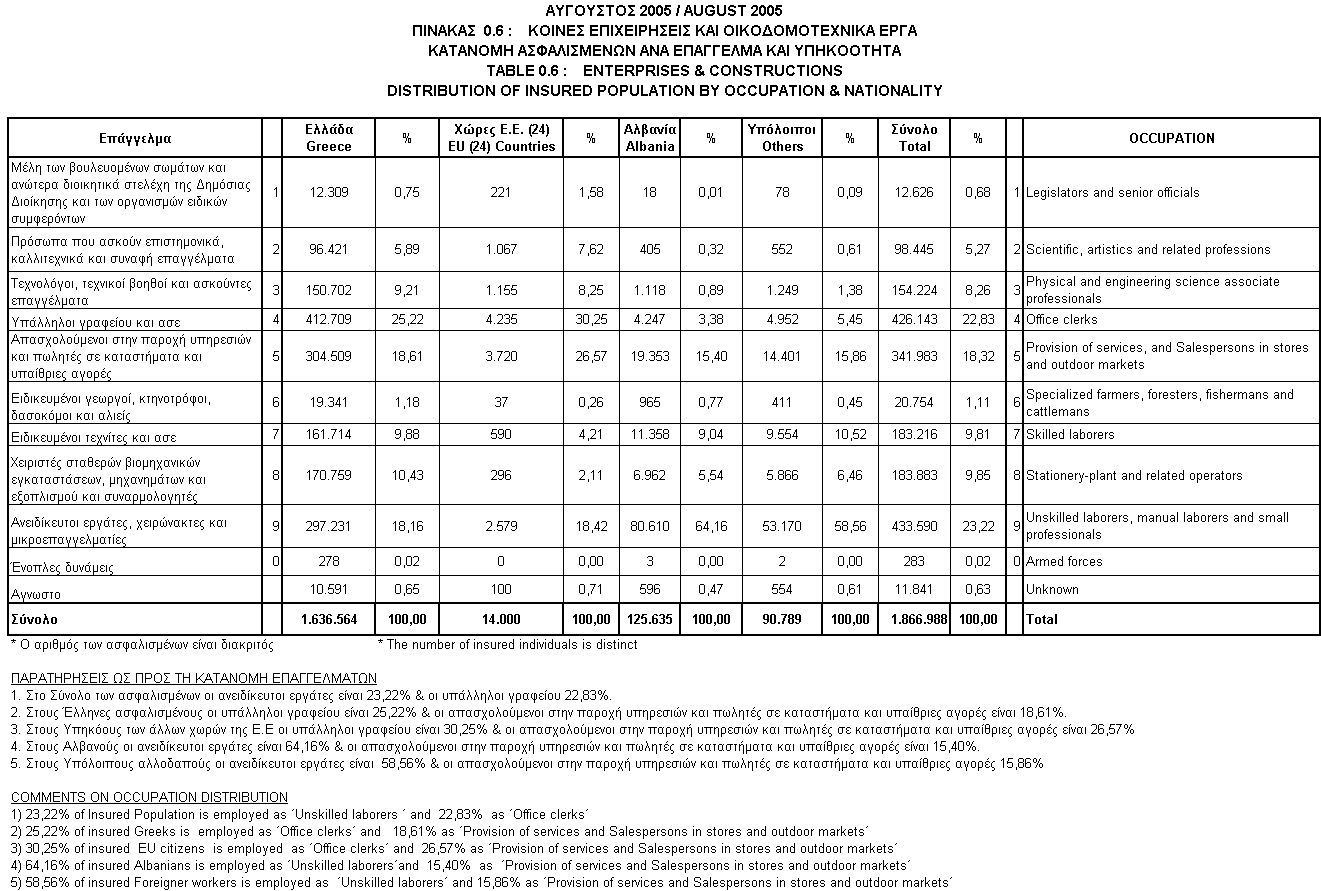 ΑΥΓΟΥΣΤΟΣ 2005 / AUGUST 2005
ΠΙΝΑΚΑΣ 0.6 : ΚΟΙΝΕΣ ΕΠΙΧΕΙΡΗΣΕΙΣ ΚΑΙ ΟΙΚΟΔΟΜΟΤΕΧΝΙΚΑ ΕΡΓΑ
ΚΑΤΑΝΟΜΗ ΑΣΦΑΛΙΣΜΕΝΩΝ ΑΝΑ ΕΠΑΓΓΕΛΜΑ ΚΑΙ ΥΠΗΚΟΟΤΗΤΑ
TABLE 0.6 : ENTERPRISES & CONSTRUCTIONS
DISTRIBUTION OF INSURED POPULATION BY OCCUPATION & NATIONALITY
Επάγγελμα Ελλάδα Greece % Χώρες Ε.Ε. (24) EU (24) Countries % Αλβανία Albania % Υπόλοιποι Others % Σύνολο Total % OCCUPATION
Μέλη των βουλευομένων σωμάτων και
ανώτερα διοικητικά στελέχη της Δημόσιας
Διοίκησης και των οργανισμών ειδικών
συμφερόντων
1 12.309 0,75 221 1,58 18 0,01 78 0,09 12.626 0,68 1 Legislators and senior officials
Πρόσωπα που ασκούν επιστημονικά,
καλλιτεχνικά και συναφή επαγγέλματα
2 96.421 5,89 1.067 7,62 405 0,32 552 0,61 98.445 5,27 2 Scientific, artistics and related professions
Τεχνολόγοι, τεχνικοί βοηθοί και ασκούντες
επαγγέλματα
3 150.702 9,21 1.155 8,25 1.118 0,89 1.249 1,38 154.224 8,26 3 Physical and engineering science associate
professionals
Υπάλληλοι γραφείου και ασε 4 412.709 25,22 4.235 30,25 4.247 3,38 4.952 5,45 426.143 22,83 4 Office clerks
Απασχολούμενοι στην παροχή υπηρεσιών
και πωλητές σε καταστήματα και
υπαίθριες αγορές
5 304.509 18,61 3.720 26,57 19.353 15,40 14.401 15,86 341.983 18,32 5 Provision of services, and Salespersons in stores
and outdoor markets
Ειδικευμένοι γεωργοί, κτηνοτρόφοι,
δασοκόμοι και αλιείς
6 19.341 1,18 37 0,26 965 0,77 411 0,45 20.754 1,11 6 Specialized farmers, foresters, fishermans and
cattlemans
Ειδικευμένοι τεχνίτες και ασε 7 161.714 9,88 590 4,21 11.358 9,04 9.554 10,52 183.216 9,81 7 Skilled laborers
Χειριστές σταθερών βιομηχανικών
εγκαταστάσεων, μηχανημάτων και
εξοπλισμού και συναρμολογητές
8 170.759 10,43 296 2,11 6.962 5,54 5.866 6,46 183.883 9,85 8 Stationery-plant and related operators
Ανειδίκευτοι εργάτες, χειρώνακτες και
μικροεπαγγελματίες
9 297.231 18,16 2.579 18,42 80.610 64,16 53.170 58,56 433.590 23,22 9 Unskilled laborers, manual laborers and small
professionals
Ένοπλες δυνάμεις 0 278 0,02 0 0,00 3 0,00 2 0,00 283 0,02 0 Armed forces
Αγνωστο 10.591 0,65 100 0,71 596 0,47 554 0,61 11.841 0,63 Unknown
Σύνολο 1.636.564 100,00 14.000 100,00 125.635 100,00 90.789 100,00 1.866.988 100,00 Total
* Ο αριθμός των ασφαλισμένων είναι διακριτός * The number of insured individuals is distinct
ΠΑΡΑΤΗΡΗΣΕΙΣ ΩΣ ΠΡΟΣ ΤΗ ΚΑΤΑΝΟΜΗ ΕΠΑΓΓΕΛΜΑΤΩΝ
1. Στο Σύνολο των ασφαλισμένων οι ανειδίκευτοι εργάτες είναι 23,22% & οι υπάλληλοι γραφείου 22,83%.
2. Στους Έλληνες ασφαλισμένους οι υπάλληλοι γραφείου είναι 25,22% & οι απασχολούμενοι στην παροχή υπηρεσιών και πωλητές σε καταστήματα και υπαίθριες αγορές είναι 18,61%.
3. Στους Υπηκόους των άλλων χωρών της Ε.Ε οι υπάλληλοι γραφείου είναι 30,25% & οι απασχολούμενοι στην παροχή υπηρεσιών και πωλητές σε καταστήματα και υπαίθριες αγορές είναι 26,57%
4. Στους Αλβανούς οι ανειδίκευτοι εργάτες είναι 64,16% & οι απασχολούμενοι στην παροχή υπηρεσιών και πωλητές σε καταστήματα και υπαίθριες αγορές είναι 15,40%.
5. Στους Υπόλοιπους αλλοδαπούς οι ανειδίκευτοι εργάτες είναι 58,56% & οι απασχολούμενοι στην παροχή υπηρεσιών και πωλητές σε καταστήματα και υπαίθριες αγορές 15,86%
COMMENTS ON OCCUPATION DISTRIBUTION
1) 23,22% of Insured Population is employed as ´Unskilled laborers ´ and 22,83% as ´Office clerks´
2) 25,22% of insured Greeks is employed as ´Office clerks´ and 18,61% as ´Provision of services and Salespersons in stores and outdoor markets´
3) 30,25% of insured EU citizens is employed as ´Office clerks´ and 26,57% as ´Provision of services and Salespersons in stores and outdoor markets´
4) 64,16% of insured Albanians is employed as ´Unskilled laborers´and 15,40% as ´Provision of services and Salespersons in stores and outdoor markets´
5) 58,56% of insured Foreigner workers is employed as ´Unskilled laborers´ and 15,86% as ´Provision of services and Salespersons in stores and outdoor markets´